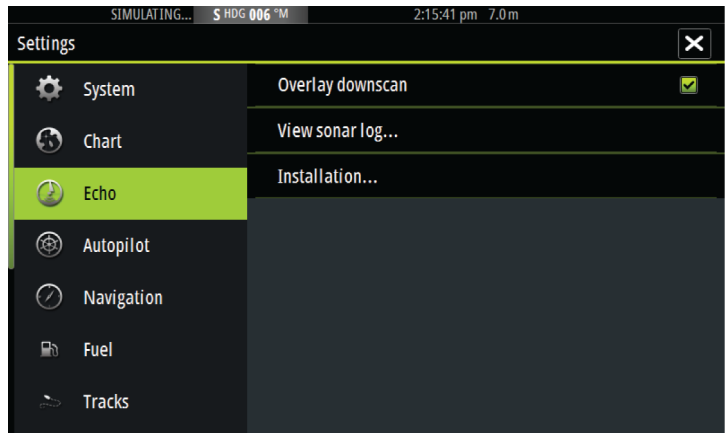 SIMULATING... S HDG 006 °M 2:15:41 pm 7.0 m
Settings
System
Chart
Echo
Autopilot
Navigation
Fuel
Tracks
Overlay downscan
View sonar log...
Installation...